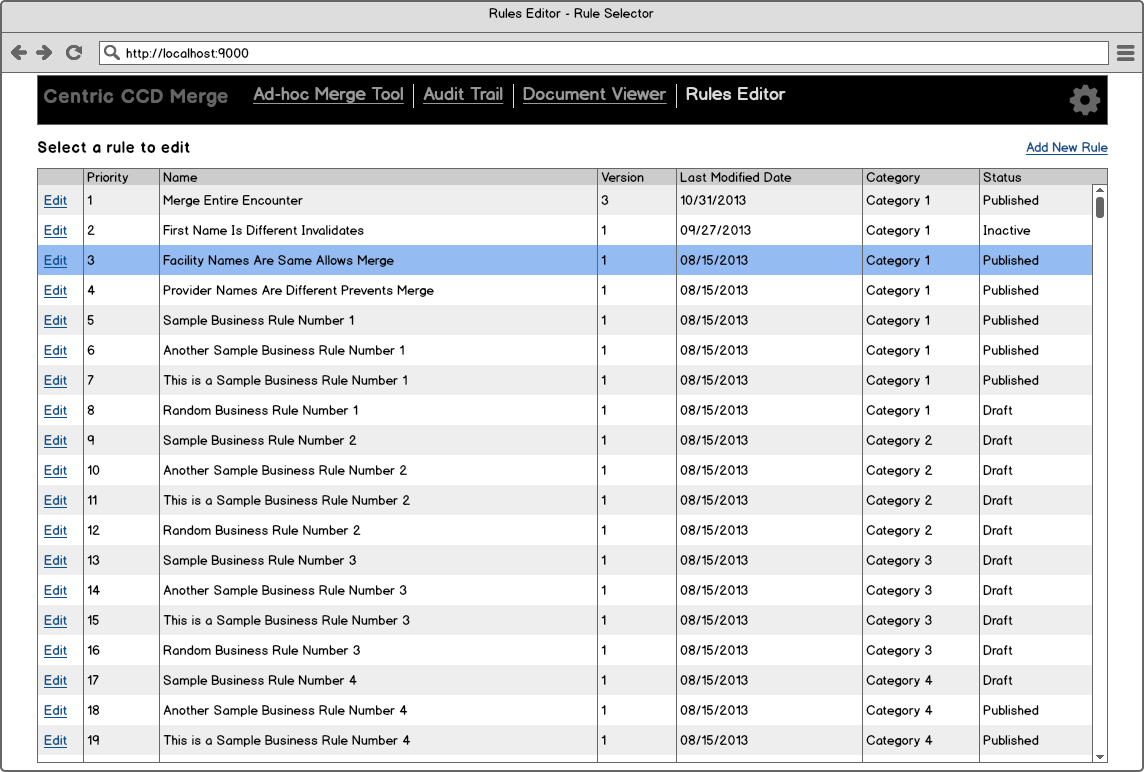 Rules Editor - Rule Selector
http://localhost:9000
Centric CCD Merge Ad-hoc Merge Tool Audit Trail Document Viewer Rules Editor
Select a rule to edit Add New Rule
Priority Name Version Last Modified Date Category Status
Edit 1 Merge Entire Encounter 3 10/31/2013 Category 1 Published
Edit 2 First Name Is Different Invalidates 1 09/27/2013 Category 1 Inactive
Edit 3 Facility Names Are Same Allows Merge 1 08/15/2013 Category 1 Published
Edit 4 Provider Names Are Different Prevents Merge 1 08/15/2013 Category 1 Published
Edit 5 Sample Business Rule Number 1 1 08/15/2013 Category 1 Published
Edit 6 Another Sample Business Rule Number 1 1 08/15/2013 Category 1 Published
Edit 7 This is a Sample Business Rule Number 1 1 08/15/2013 Category 1 Published
Edit 8 Random Business Rule Number 1 1 08/15/2013 Category 1 Draft
Edit 9 Sample Business Rule Number 2 1 08/15/2013 Category 2 Draft
Edit 10 Another Sample Business Rule Number 2 1 08/15/2013 Category 2 Draft
Edit 11 This is a Sample Business Rule Number 2 1 08/15/2013 Category 2 Draft
Edit 12 Random Business Rule Number 2 1 08/15/2013 Category 2 Draft
Edit 13 Sample Business Rule Number 3 1 08/15/2013 Category 3 Draft
Edit 14 Another Sample Business Rule Number 3 1 08/15/2013 Category 3 Draft
Edit 15 This is a Sample Business Rule Number 3 1 08/15/2013 Category 3 Draft
Edit 16 Random Business Rule Number 3 1 08/15/2013 Category 3 Draft
Edit 17 Sample Business Rule Number 4 1 08/15/2013 Category 4 Draft
Edit 18 Another Sample Business Rule Number 4 1 08/15/2013 Category 4 Published
Edit 19 This is a Sample Business Rule Number 4 1 08/15/2013 Category 4 Published